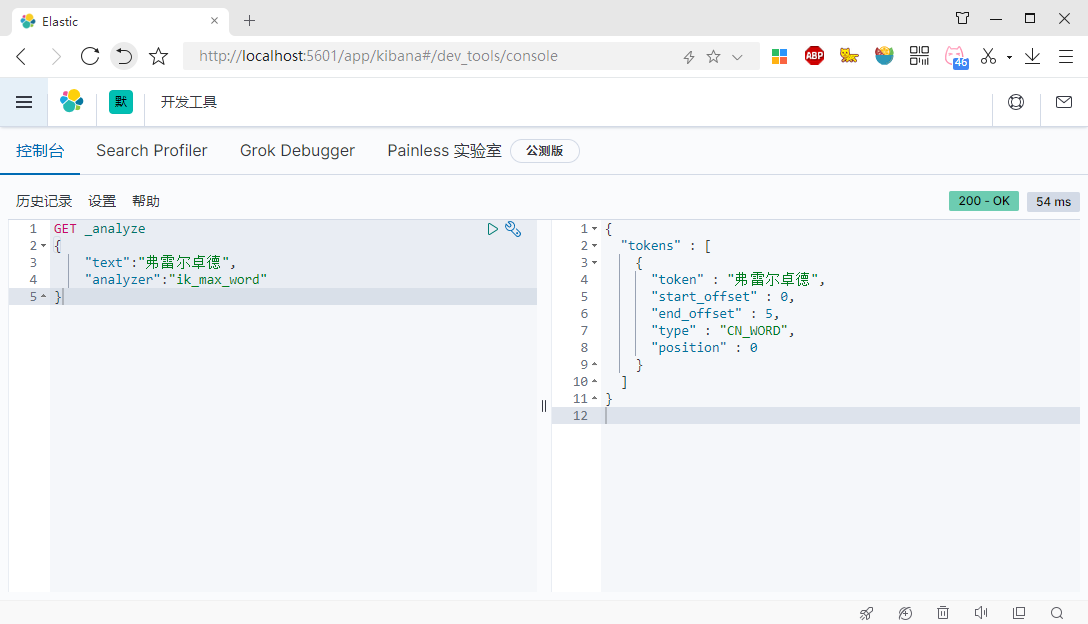 Elastic
http://localhost:5601/app/kibana#/dev_tools/console
ABP
46
默
开发工具
控制台 Search Profiler Grok Debugger Painless 实验室 公测版
历史记录 设置 帮助
200 - OK 54 ms
1 GET _analyze
2 {
3 "text":"弗雷尔卓德",
4 "analyzer":"ik_max_word"
5 }
1 {
2 "tokens" : [
3 {
4 "token" : "弗雷尔卓德",
5 "start_offset" : 0,
6 "end_offset" : 5,
7 "type" : "CN_WORD",
8 "position" : 0
9 }
10 ]
11 }
12